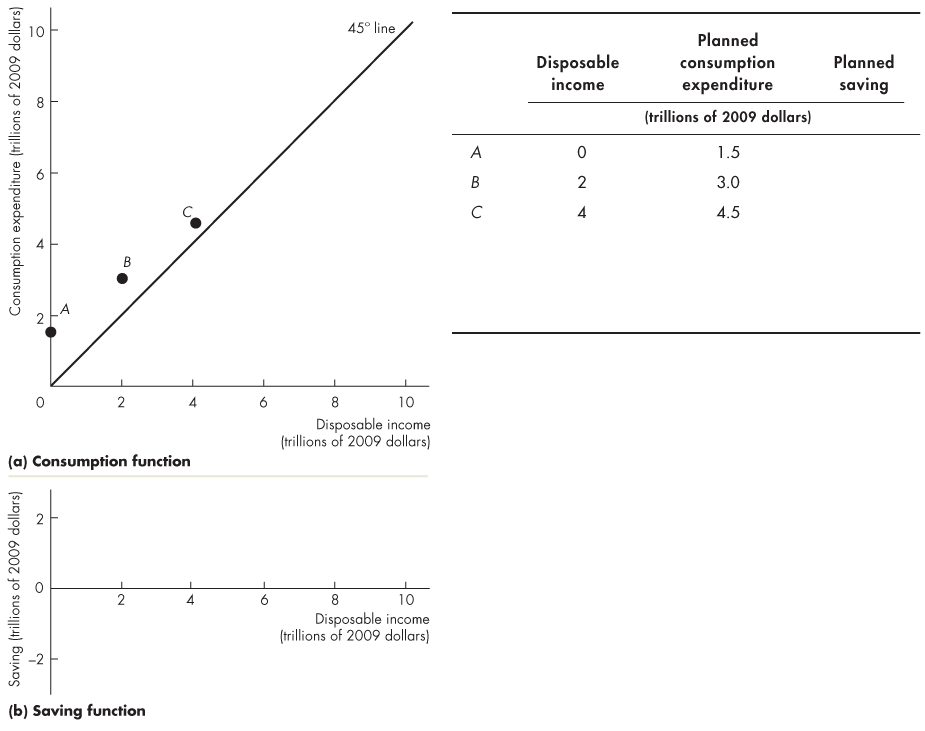 Consumption expenditure (trillions of 2009 dollars)
10
8
6
4
2
0
45° line
A
B
C
2 4 6 8 10
Disposable income
(trillions of 2009 dollars)
(a) Consumption function
Saving (trillions of 2009 dollars)
2
0
–2
2 4 6 8 10
Disposable income
(trillions of 2009 dollars)
(b) Saving function
Disposable income
Planned consumption expenditure
Planned saving
(trillions of 2009 dollars)
A 0 1.5
B 2 3.0
C 4 4.5